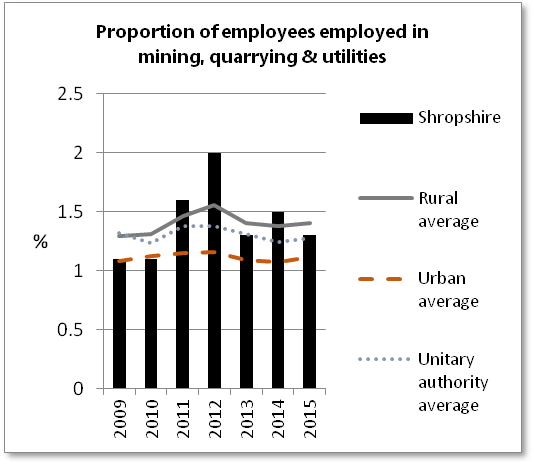 Proportion of employees employed in
mining, quarrying & utilities
2.5
2
1.5
1
0.5
0
%
2009
2010
2011
2012
2013
2014
2015
Shropshire
Rural
average
Urban
average
Unitary
authority
average